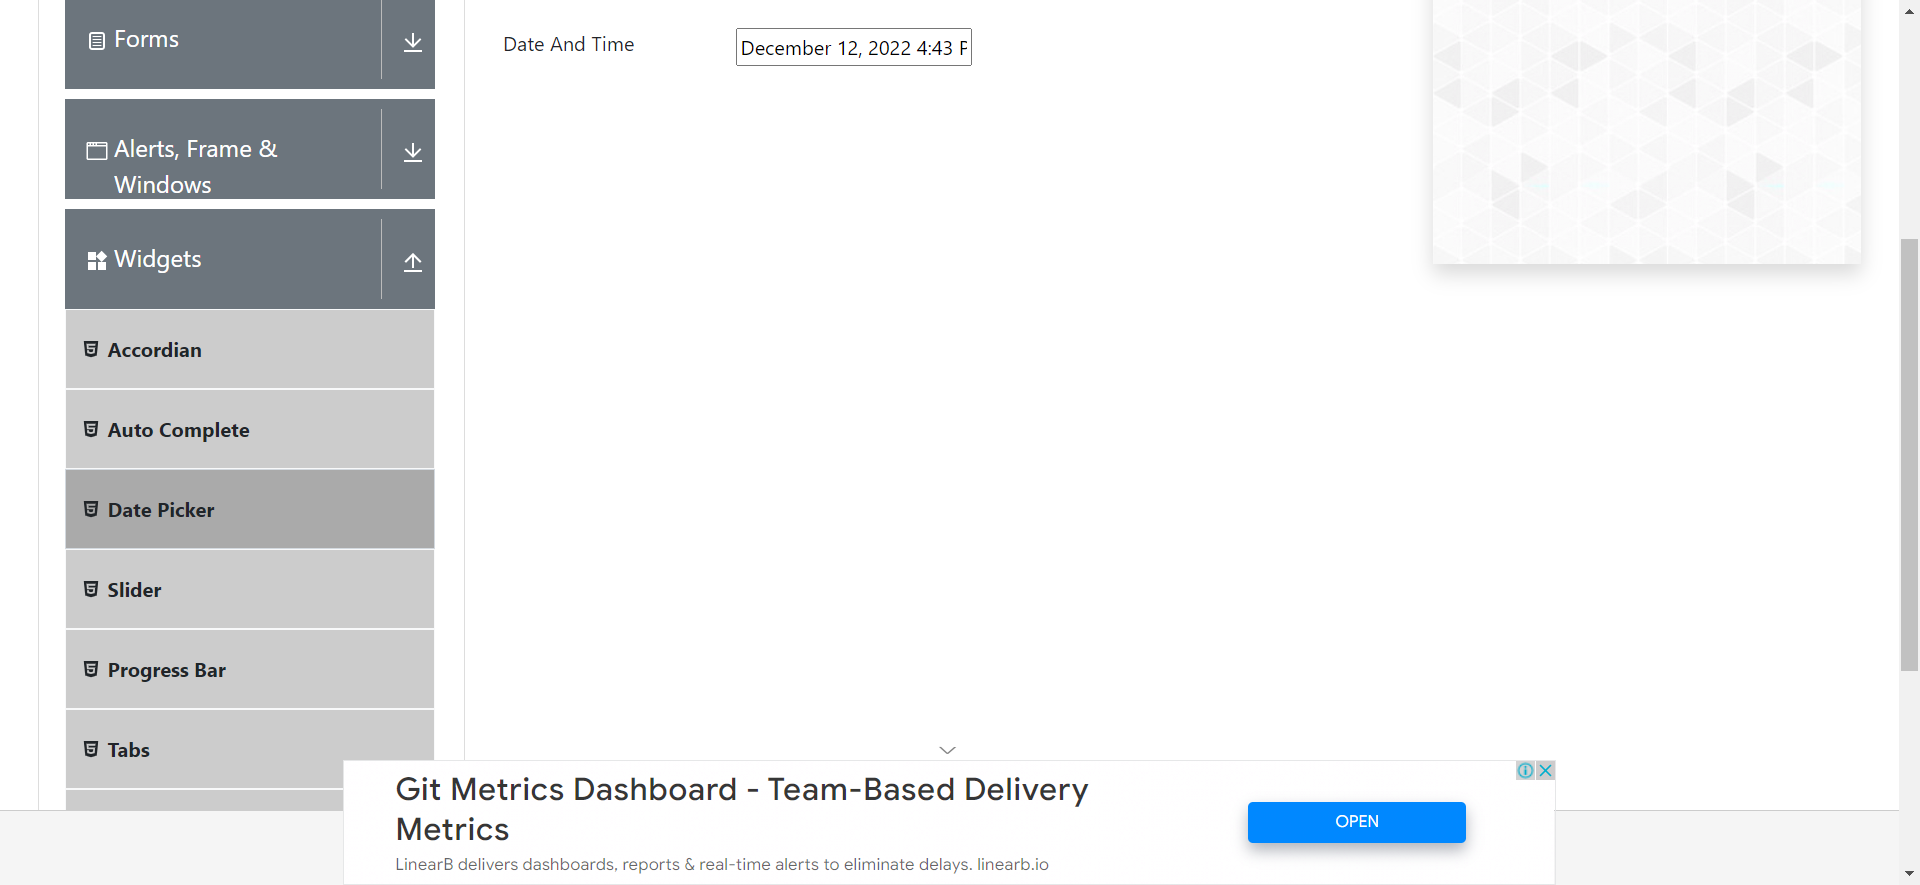 Forms
Alerts, Frame &
Windows
Widgets
Accordian
Auto Complete
Date Picker
Slider
Progress Bar
Tabs
Date And Time
December 12, 2022 4:43 P
Git Metrics Dashboard - Team-Based Delivery
Metrics
LinearB delivers dashboards, reports & real-time alerts to eliminate delays. linearb.io
OPEN